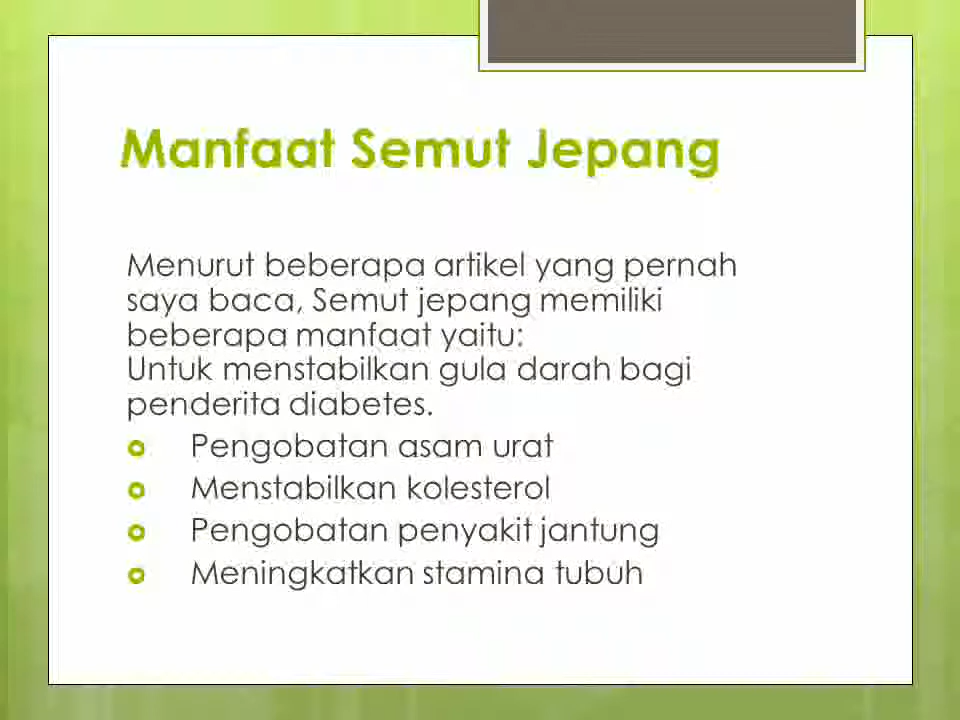 Manfaat Semut Jepang
Menurut beberapa artikel yang pernah
saya baca, Semut jepang memiliki
beberapa manfaat yaitu:
Untuk menstabilkan gula darah bagi
penderita diabetes.
Pengobatan asam urat
Menstabilkan kolesterol
Pengobatan penyakit jantung
Meningkatkan stamina tubuh